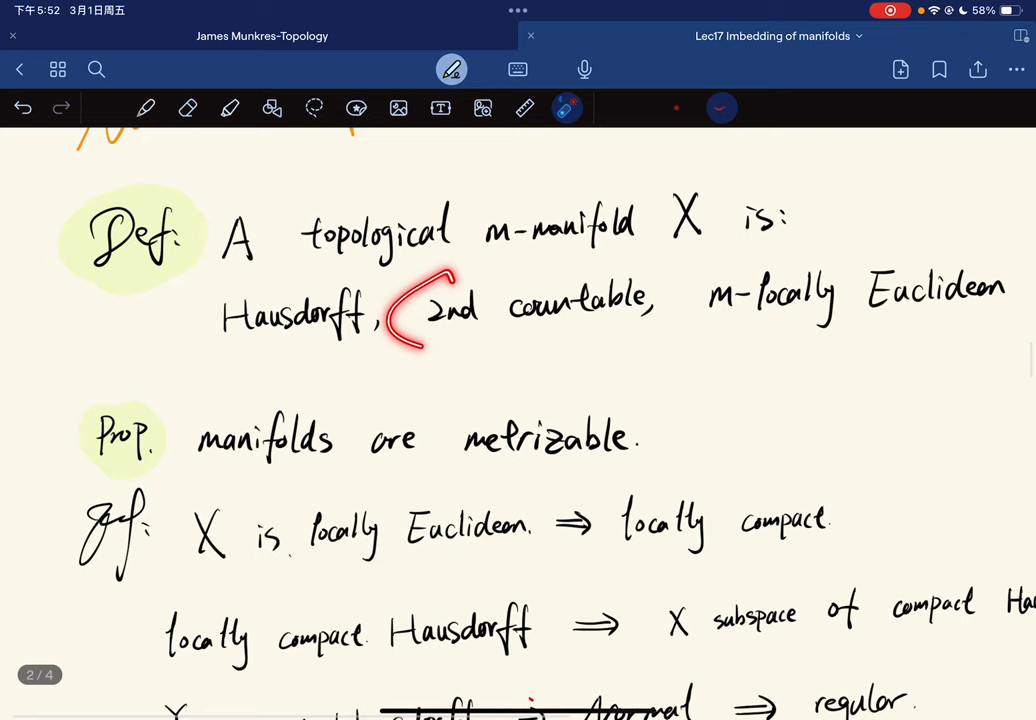 下午5:52 3月1日周五
58%
James Munkres-Topology
Lec17 Imbedding of manifolds
Def: A topological m-manifold X is:
Hausdorff, 2nd countable, m-locally Euclidean
Prop. manifolds are metrizable.
pf: X is locally Euclidean. ⇒ locally compact.
locally compact Hausdorff ⇒ X subspace of compact Hau
2/4
normal ⇒ regular.